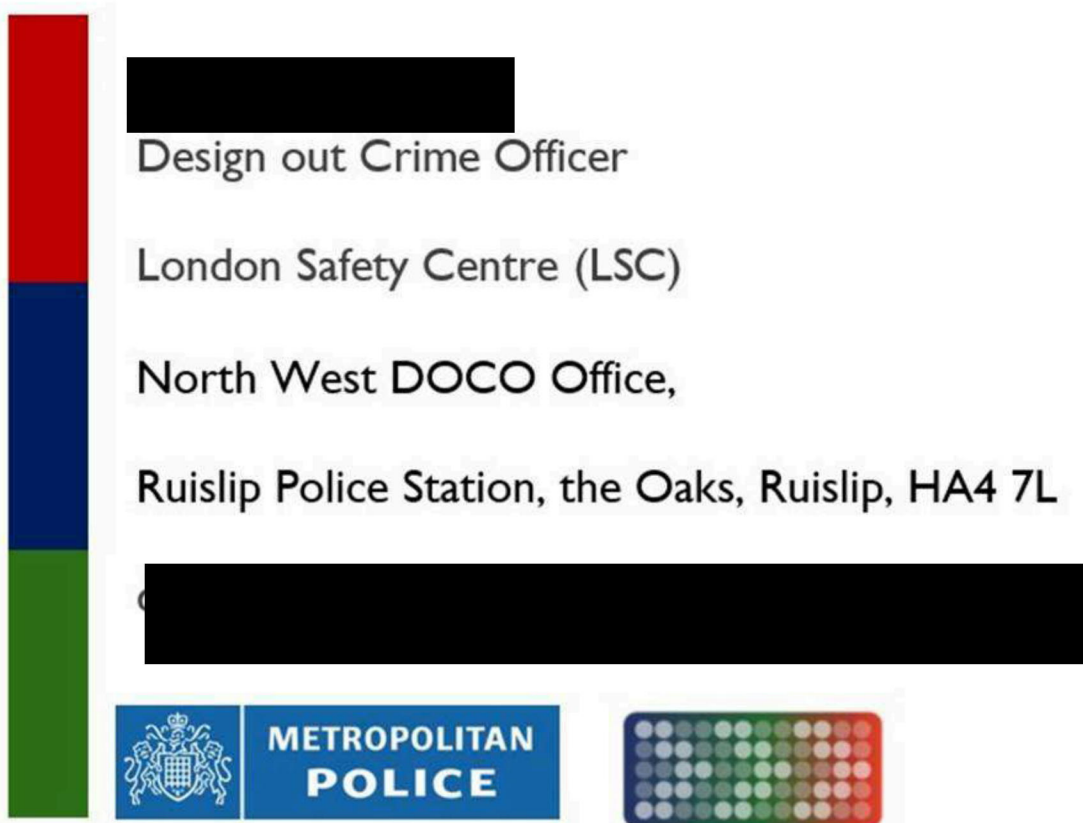 Design out Crime Officer
London Safety Centre (LSC)
North West DOCO Office,
Ruislip Police Station, the Oaks, Ruislip, HA4 7L
METROPOLITAN
POLICE